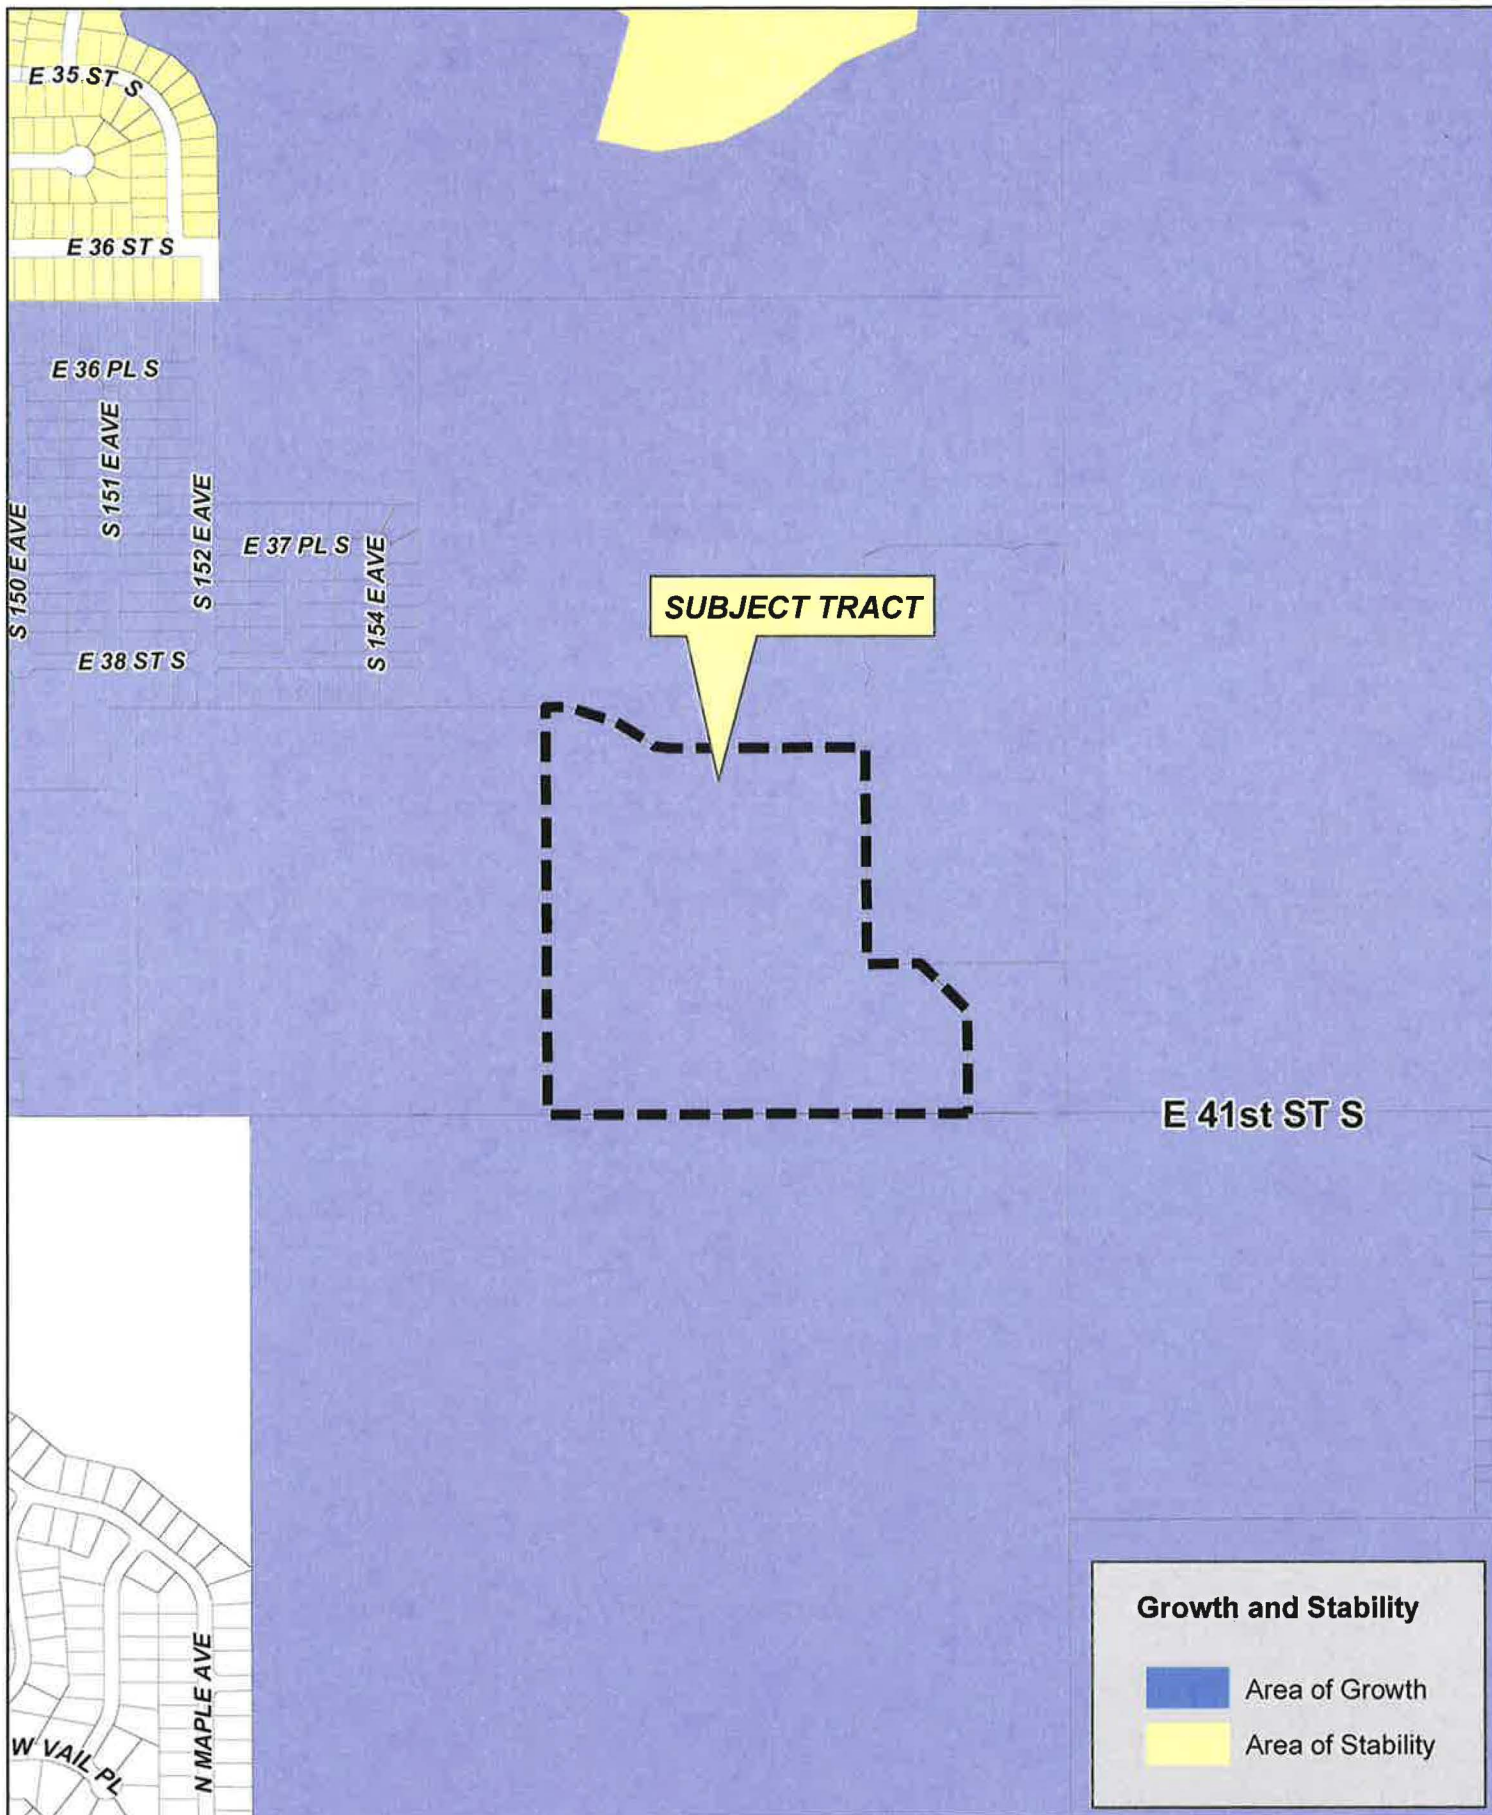 E 35 ST S
E 36 ST S
E 36 PL S
S 151 E AVE
S 152 E AVE
S 150 E AVE
E 37 PL S
S 154 E AVE
E 38 ST S
SUBJECT TRACT
E 41st ST S
N MAPLE AVE
W VAIL PL
Growth and Stability
Area of Growth
Area of Stability